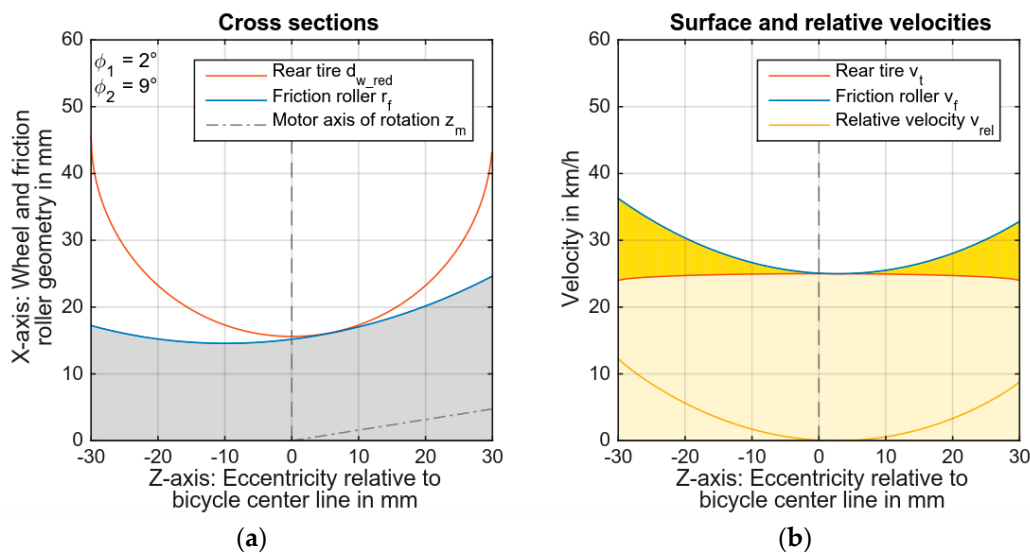 Cross sections
ϕ1 = 2°
ϕ2 = 9°
Rear tire d_w_red
Friction roller r_f
Motor axis of rotation z_m
60
50
40
30
20
10
0
X-axis: Wheel and friction
roller geometry in mm
-30 -20 -10 0 10 20 30
Z-axis: Eccentricity relative to
bicycle center line in mm
(a)
Surface and relative velocities
Rear tire v_t
Friction roller v_f
Relative velocity v_rel
60
50
40
30
20
10
0
Velocity in km/h
-30 -20 -10 0 10 20 30
Z-axis: Eccentricity relative to
bicycle center line in mm
(b)